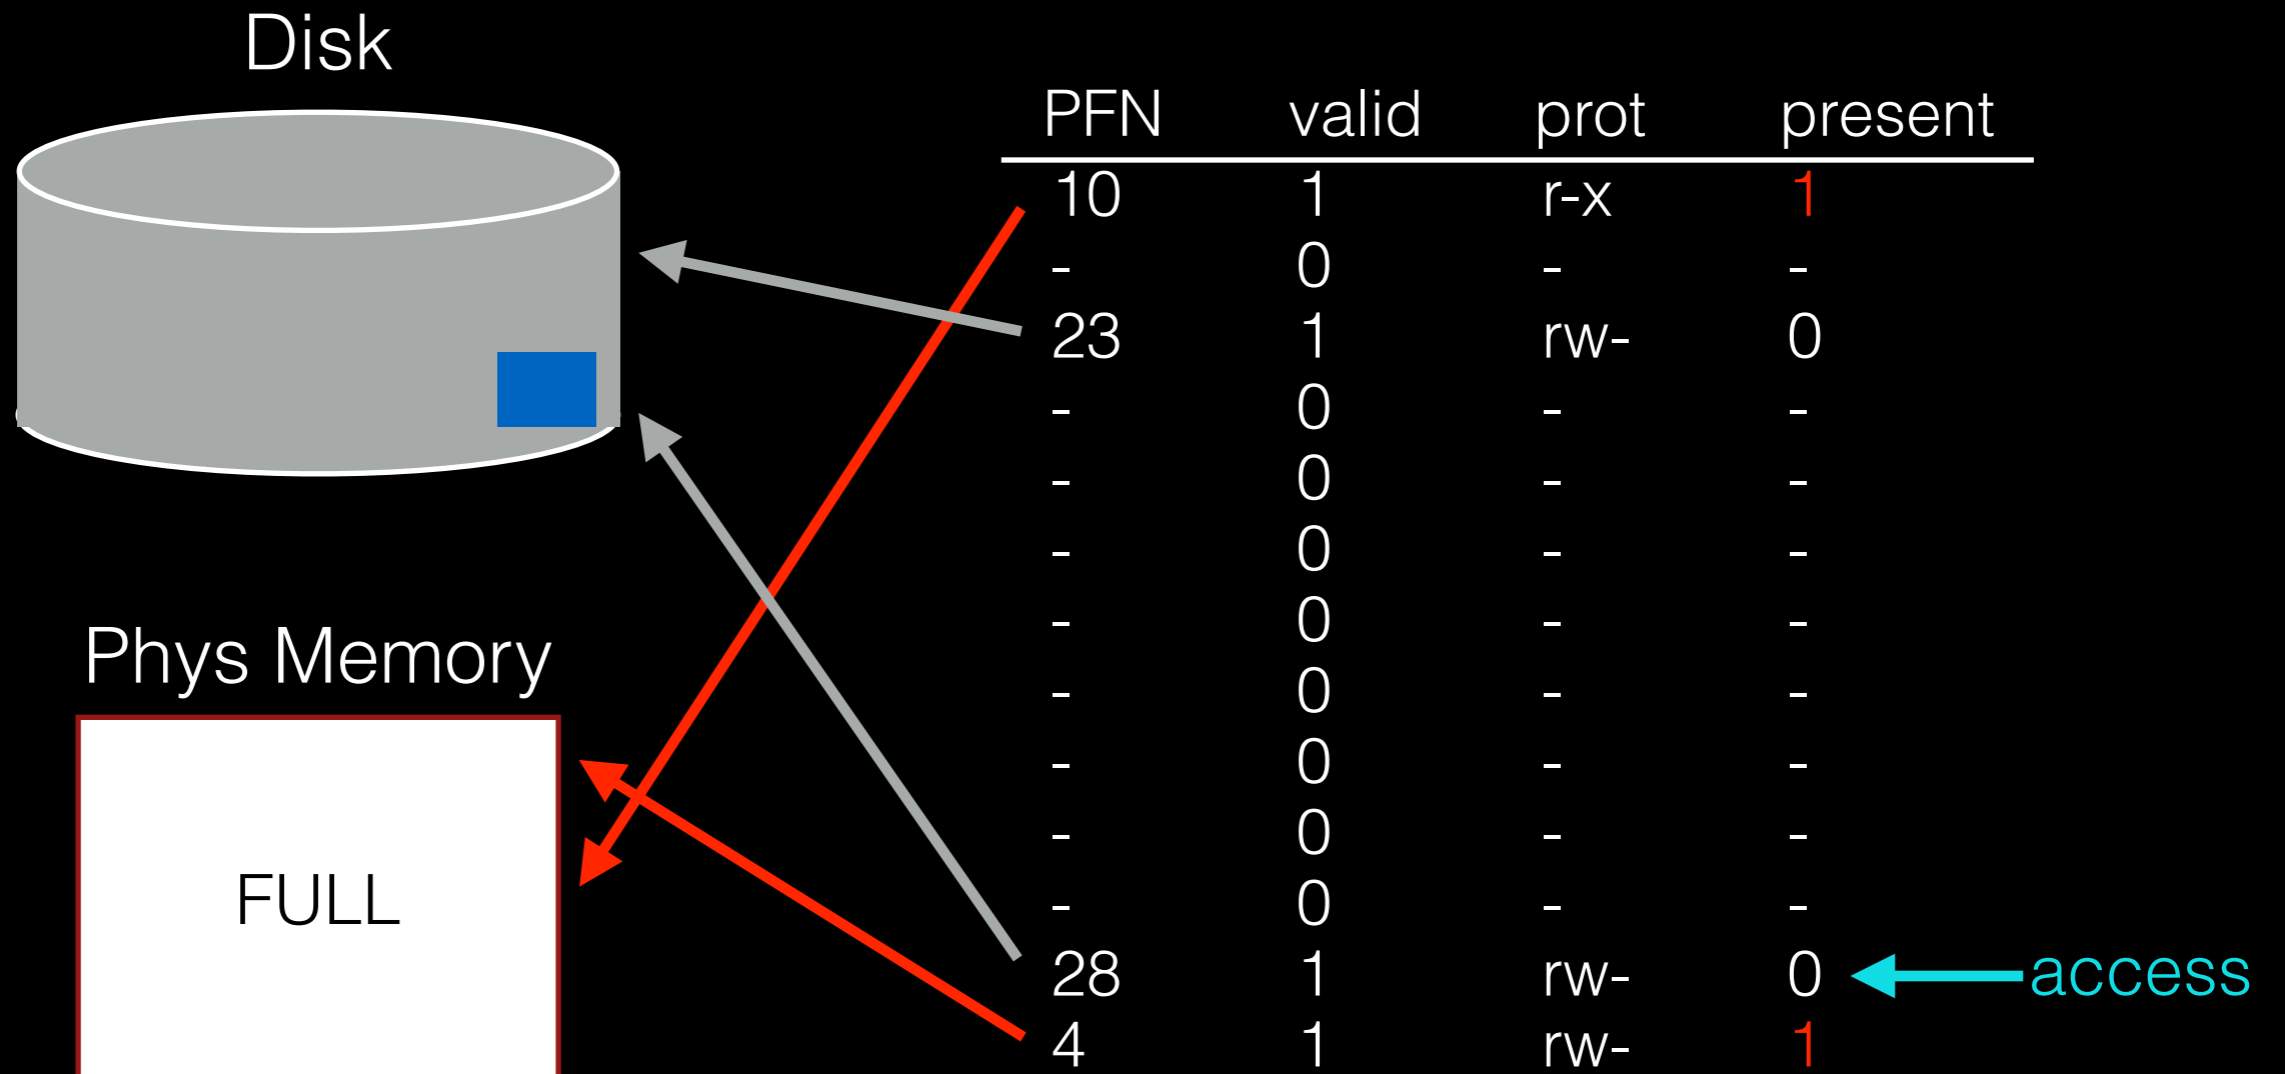 Disk
Phys Memory
FULL
PFN valid prot present
10 1 r-x 1
- 0 - -
23 1 rw- 0
- 0 - -
- 0 - -
- 0 - -
- 0 - -
- 0 - -
- 0 - -
- 0 - -
- 0 - -
28 1 rw- 0 access
4 1 rw- 1